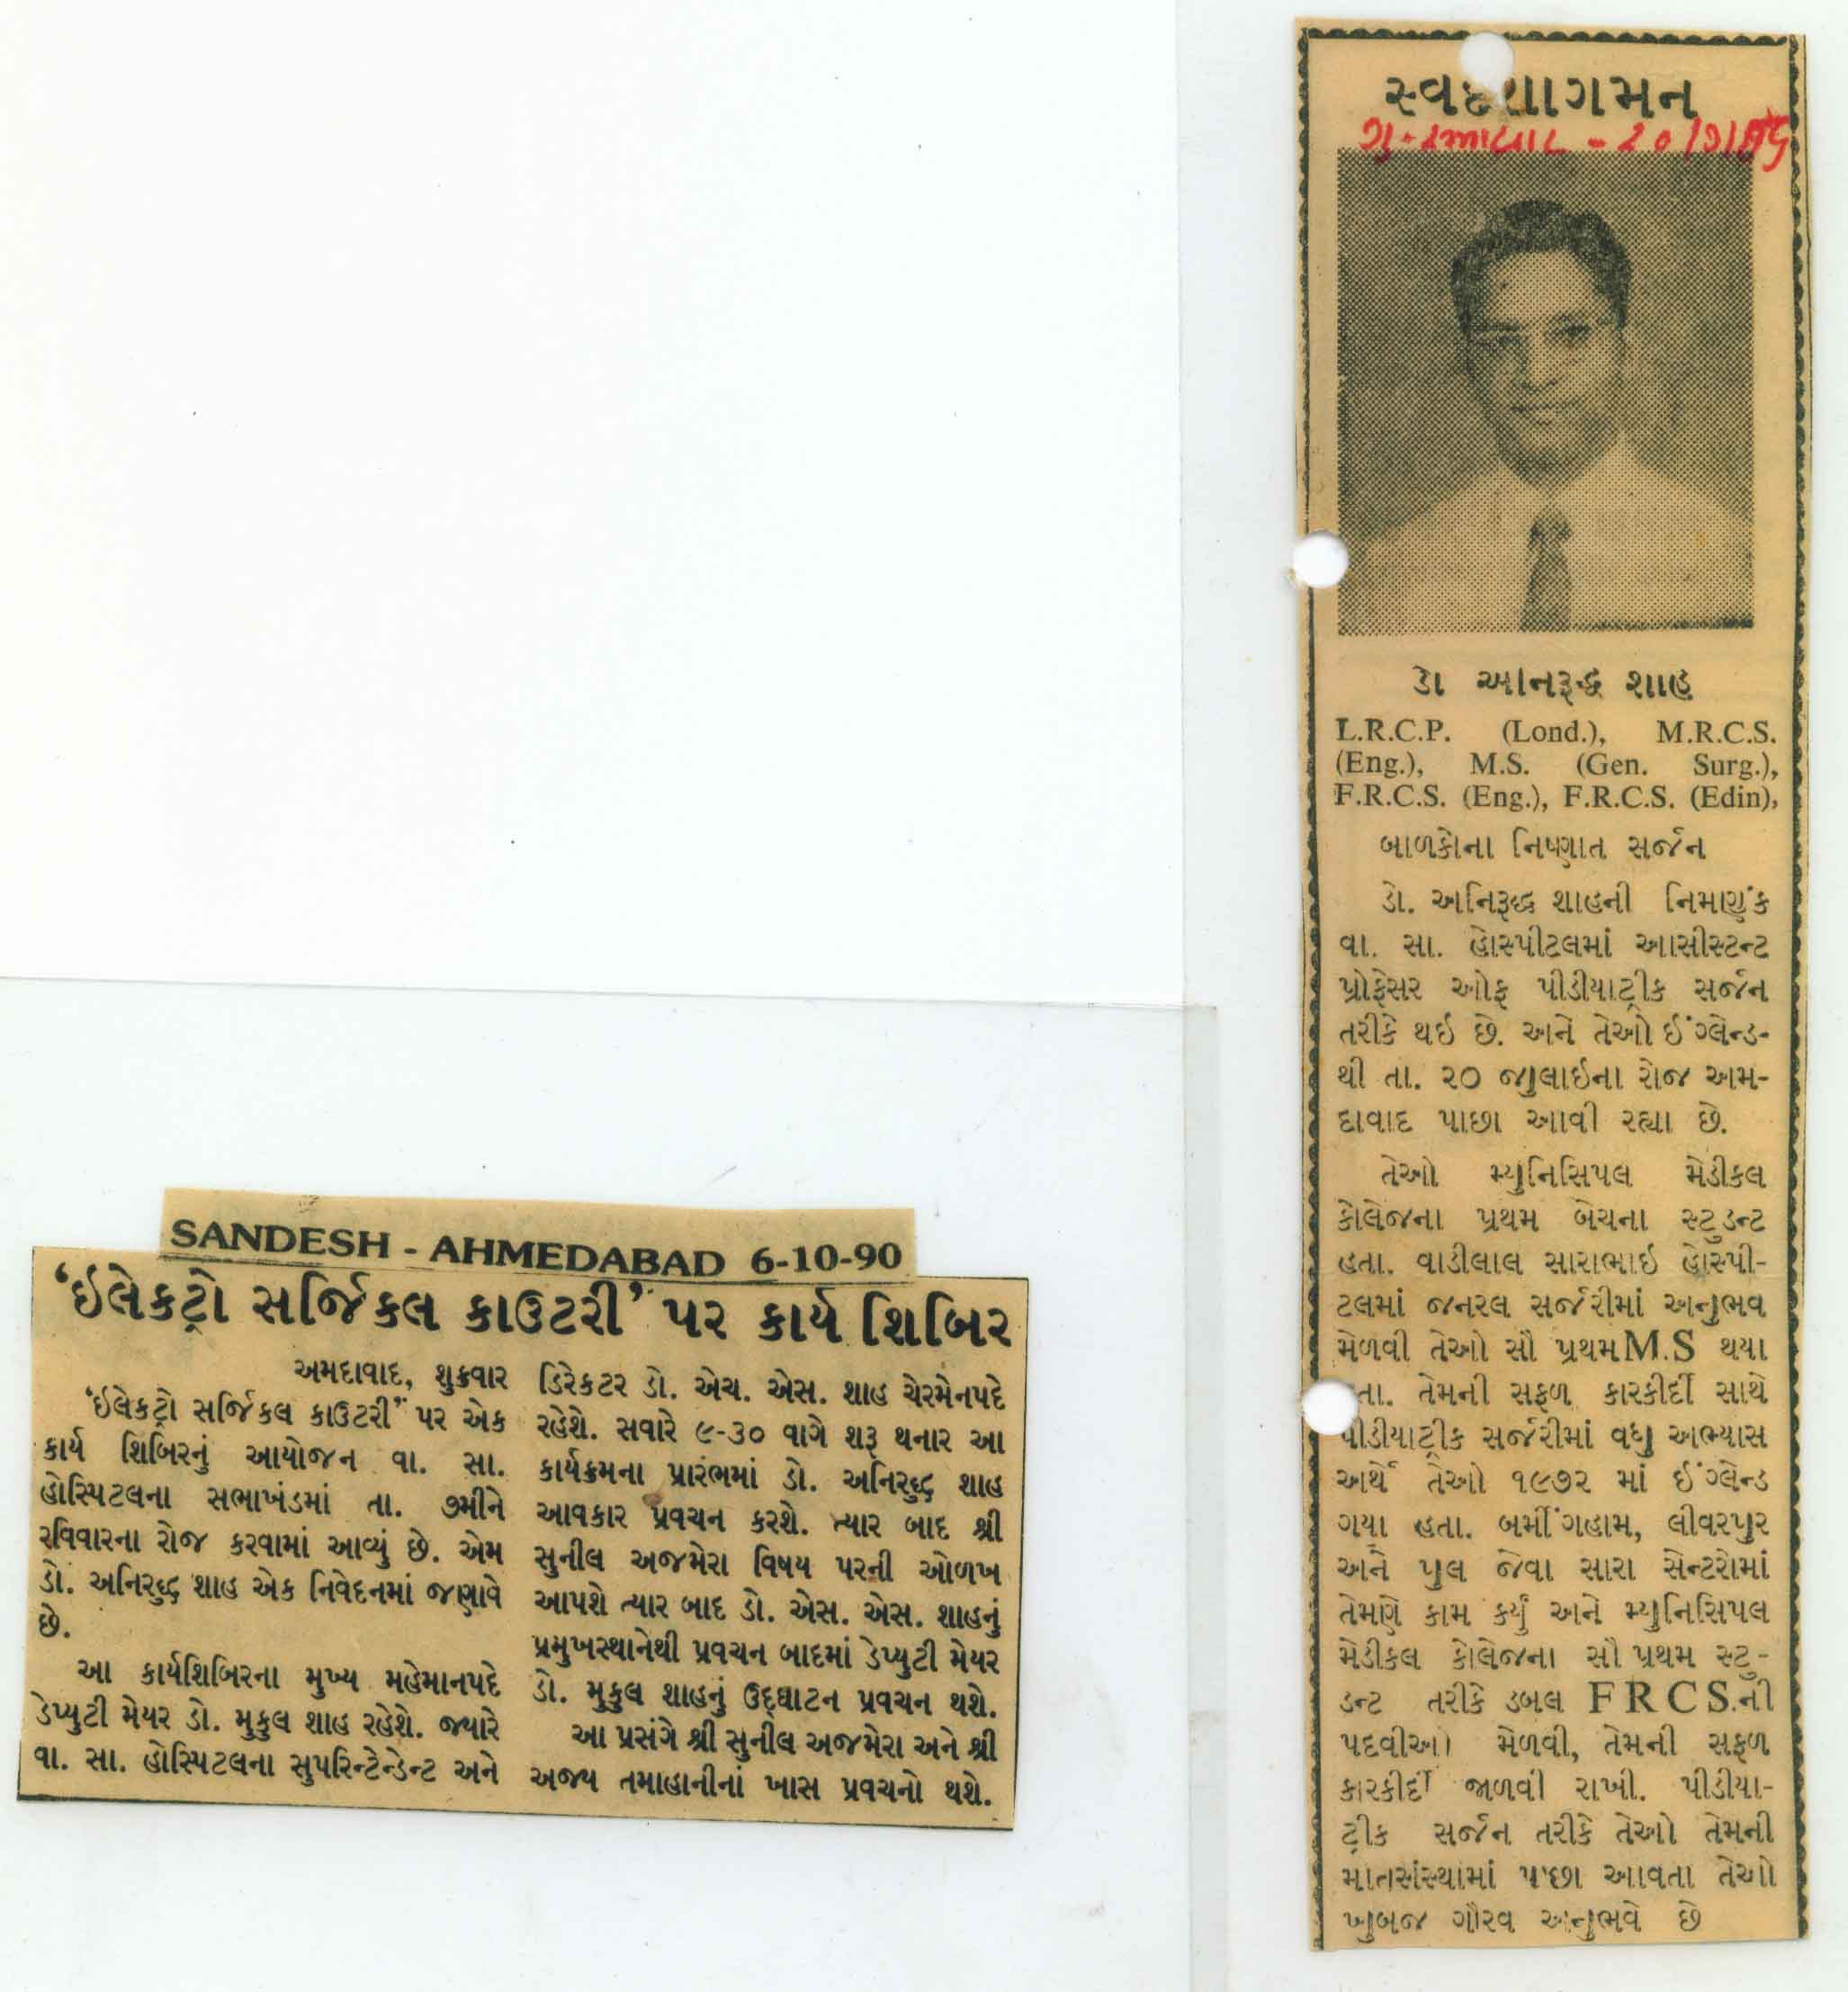 SANDESH - AHMEDABAD 6-10-90
‘ઈલેકટ્રો સર્જિકલ કાઉટરી’ પર કાર્ય શિબિર
અમદાવાદ, શુક્રવાર
‘ઈલેકટ્રો સર્જિકલ કાઉટરી’ પર એક
કાર્ય શિબિરનું આયોજન વા. સા.
હોસ્પિટલના સભાખંડમાં તા. ૭મીને
રવિવારના રોજ કરવામાં આવ્યું છે. એમ
ડો. અનિરુદ્ધ શાહ એક નિવેદનમાં જણાવે
છે.
આ કાર્યશિબિરના મુખ્ય મહેમાનપદે
ડેપ્યુટી મેયર ડો. મુકુલ શાહ રહેશે. જ્યારે
વા. સા. હોસ્પિટલના સુપરિન્ટેન્ડેન્ટ અને
ડિરેકટર ડો. એચ. એસ. શાહ ચેરમેનપદે
રહેશે. સવારે ૯-૩૦ વાગે શરૂ થનાર આ
કાર્યક્રમના પ્રારંભમાં ડો. અનિરુદ્ધ શાહ
આવકાર પ્રવચન કરશે. ત્યાર બાદ શ્રી
સુનીલ અજમેરા વિષય પરની ઓળખ
આપશે ત્યાર બાદ ડો. એસ. એસ. શાહનું
પ્રમુખસ્થાનેથી પ્રવચન બાદમાં ડેપ્યુટી મેયર
ડો. મુકુલ શાહનું ઉદ્ઘાટન પ્રવચન થશે.
આ પ્રસંગે શ્રી સુનીલ અજમેરા અને શ્રી
અજય તમાહાનીનાં ખાસ પ્રવચનો થશે.
સ્વદેશાગમન
ગુ. સમાચાર - ૨૦/૭/
ડો અનિરૂદ્ધ શાહ
L.R.C.P. (Lond.), M.R.C.S.
(Eng.), M.S. (Gen. Surg.),
F.R.C.S. (Eng.), F.R.C.S. (Edin),
બાળકોના નિષ્ણાત સર્જન
ડો. અનિરૂદ્ધ શાહની નિમાણુંક
વા. સા. હોસ્પીટલમાં આસીસ્ટન્ટ
પ્રોફેસર ઓફ પીડીયાટ્રીક સર્જન
તરીકે થઈ છે. અને તેઓ ઈંગ્લેન્ડ-
થી તા. ૨૦ જુલાઈના રોજ અમ-
દાવાદ પાછા આવી રહ્યા છે.
તેઓ મ્યુનિસિપલ મેડીકલ
કોલેજના પ્રથમ બેચના સ્ટુડન્ટ
હતા. વાડીલાલ સારાભાઈ હોસ્પી-
ટલમાં જનરલ સર્જરીમાં અનુભવ
મેળવી તેઓ સૌ પ્રથમ M.S થયા
હતા. તેમની સફળ કારકીર્દી સાથે
પીડીયાટ્રીક સર્જરીમાં વધુ અભ્યાસ
અર્થે તેઓ ૧૯૭૨ માં ઈંગ્લેન્ડ
ગયા હતા. બર્મીંગહામ, લીવરપુર
અને પુલ જેવા સારા સેન્ટરોમાં
તેમણે કામ કર્યું અને મ્યુનિસિપલ
મેડીકલ કોલેજના સૌ પ્રથમ સ્ટુ-
ડન્ટ તરીકે ડબલ F R C S.ની
પદવીઓ મેળવી, તેમની સફળ
કારકીર્દી જાળવી રાખી. પીડીયા-
ટ્રીક સર્જન તરીકે તેઓ તેમની
માતસંસ્થામાં પાછા આવતા તેઓ
ખુબજ ગૌરવ અનુભવે છે